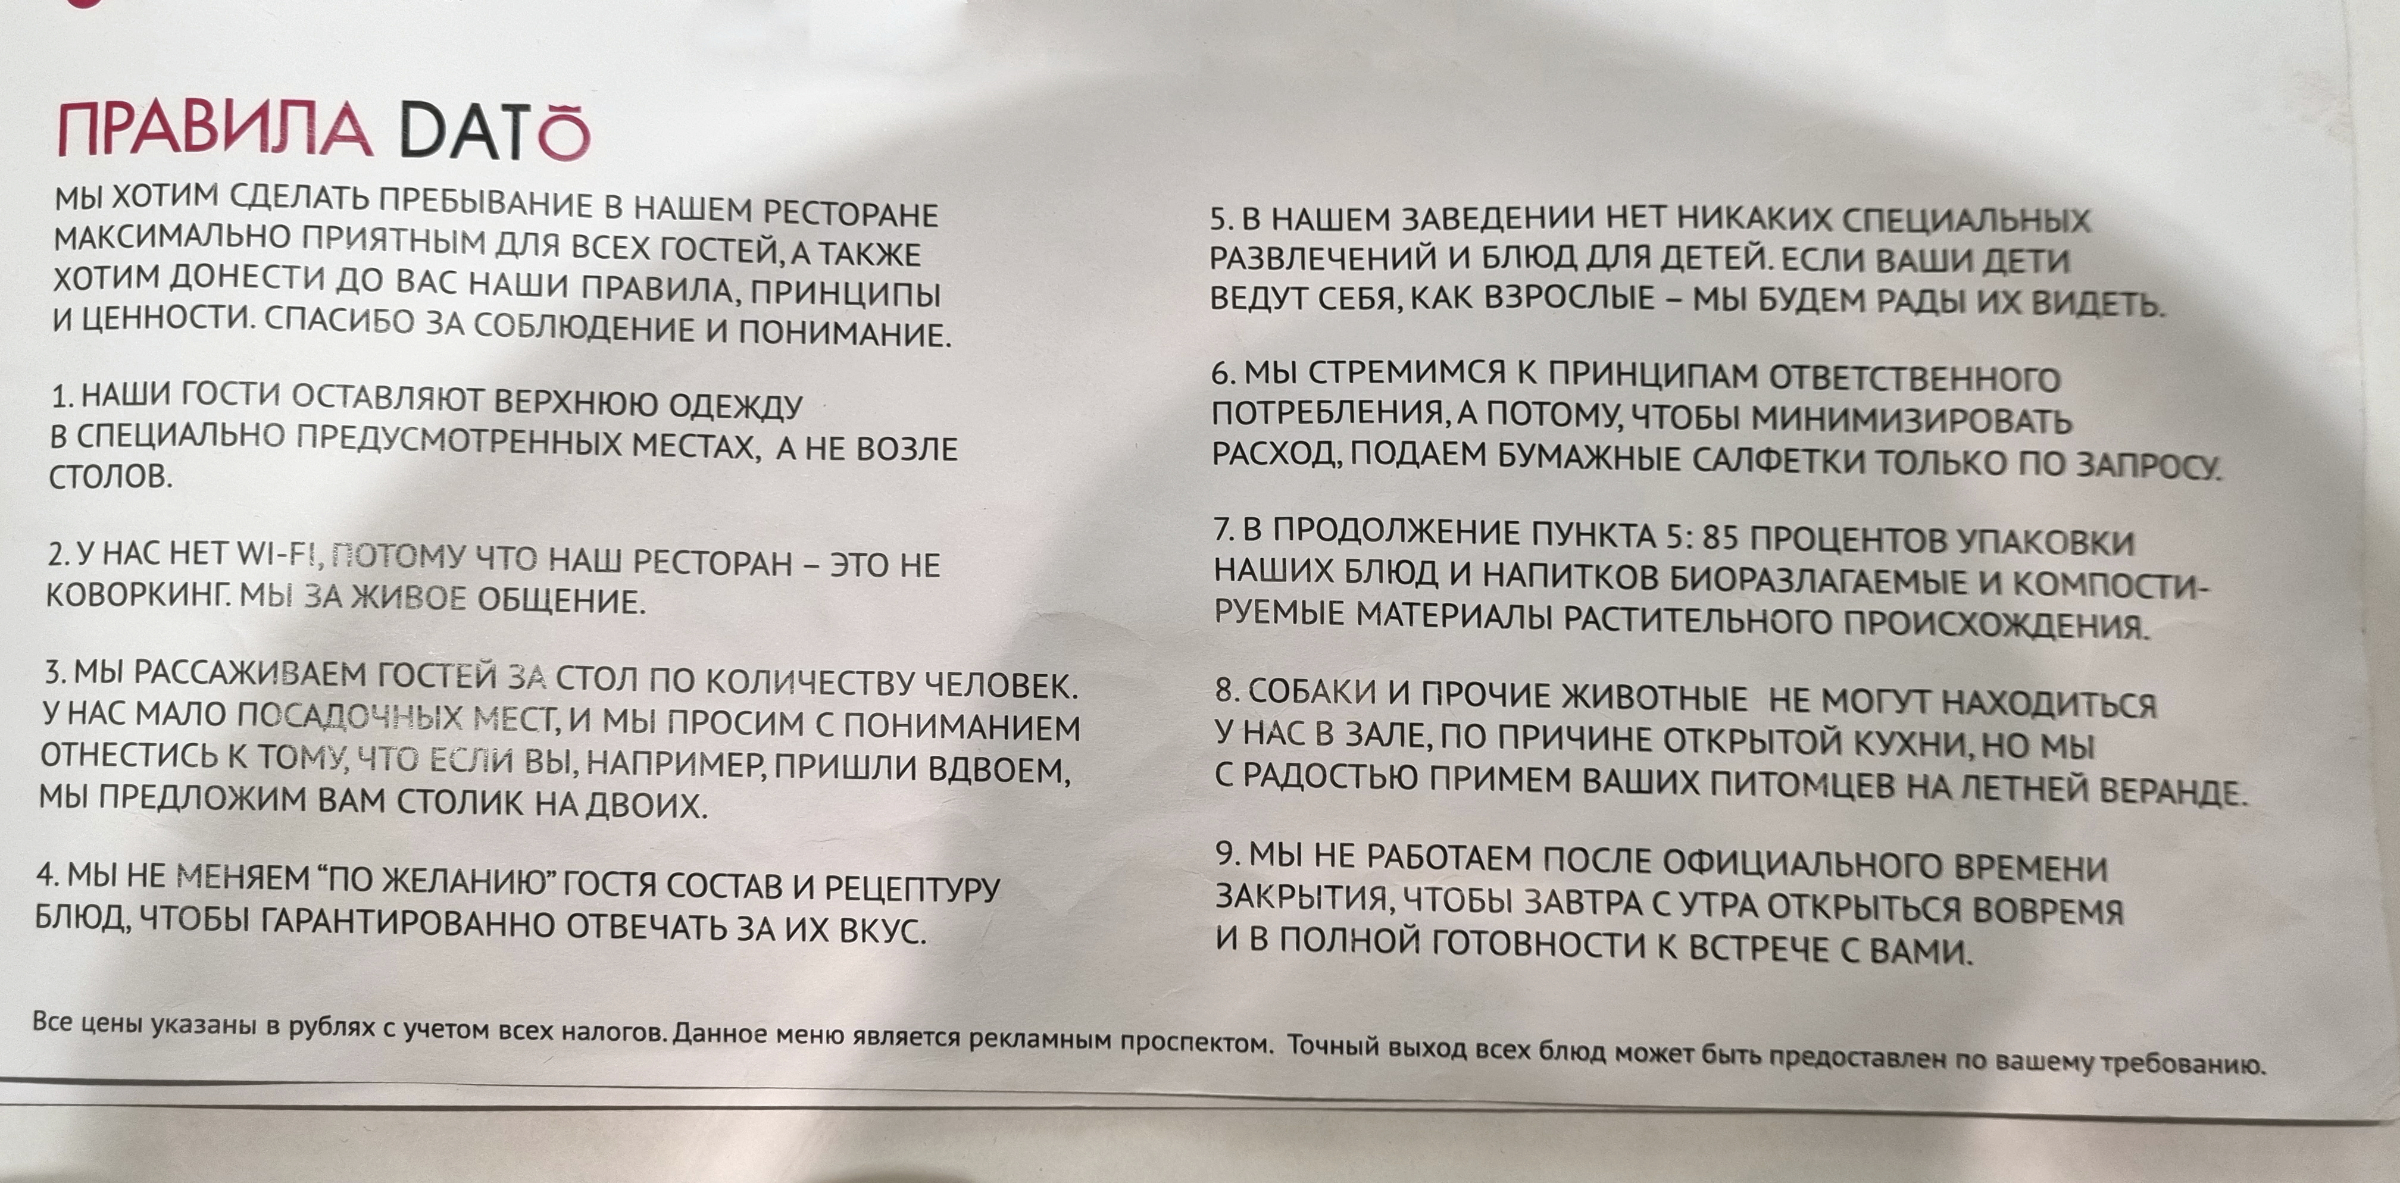 ПРАВИЛА DATŌ
МЫ ХОТИМ СДЕЛАТЬ ПРЕБЫВАНИЕ В НАШЕМ РЕСТОРАНЕ
МАКСИМАЛЬНО ПРИЯТНЫМ ДЛЯ ВСЕХ ГОСТЕЙ, А ТАКЖЕ
ХОТИМ ДОНЕСТИ ДО ВАС НАШИ ПРАВИЛА, ПРИНЦИПЫ
И ЦЕННОСТИ. СПАСИБО ЗА СОБЛЮДЕНИЕ И ПОНИМАНИЕ.
1. НАШИ ГОСТИ ОСТАВЛЯЮТ ВЕРХНЮЮ ОДЕЖДУ
В СПЕЦИАЛЬНО ПРЕДУСМОТРЕННЫХ МЕСТАХ, А НЕ ВОЗЛЕ
СТОЛОВ.
2. У НАС НЕТ WI-FI, ПОТОМУ ЧТО НАШ РЕСТОРАН – ЭТО НЕ
КОВОРКИНГ. МЫ ЗА ЖИВОЕ ОБЩЕНИЕ.
3. МЫ РАССАЖИВАЕМ ГОСТЕЙ ЗА СТОЛ ПО КОЛИЧЕСТВУ ЧЕЛОВЕК.
У НАС МАЛО ПОСАДОЧНЫХ МЕСТ, И МЫ ПРОСИМ С ПОНИМАНИЕМ
ОТНЕСТИСЬ К ТОМУ, ЧТО ЕСЛИ ВЫ, НАПРИМЕР, ПРИШЛИ ВДВОЕМ,
МЫ ПРЕДЛОЖИМ ВАМ СТОЛИК НА ДВОИХ.
4. МЫ НЕ МЕНЯЕМ “ПО ЖЕЛАНИЮ” ГОСТЯ СОСТАВ И РЕЦЕПТУРУ
БЛЮД, ЧТОБЫ ГАРАНТИРОВАННО ОТВЕЧАТЬ ЗА ИХ ВКУС.
5. В НАШЕМ ЗАВЕДЕНИИ НЕТ НИКАКИХ СПЕЦИАЛЬНЫХ
РАЗВЛЕЧЕНИЙ И БЛЮД ДЛЯ ДЕТЕЙ. ЕСЛИ ВАШИ ДЕТИ
ВЕДУТ СЕБЯ, КАК ВЗРОСЛЫЕ – МЫ БУДЕМ РАДЫ ИХ ВИДЕТЬ.
6. МЫ СТРЕМИМСЯ К ПРИНЦИПАМ ОТВЕТСТВЕННОГО
ПОТРЕБЛЕНИЯ, А ПОТОМУ, ЧТОБЫ МИНИМИЗИРОВАТЬ
РАСХОД, ПОДАЕМ БУМАЖНЫЕ САЛФЕТКИ ТОЛЬКО ПО ЗАПРОСУ.
7. В ПРОДОЛЖЕНИЕ ПУНКТА 5: 85 ПРОЦЕНТОВ УПАКОВКИ
НАШИХ БЛЮД И НАПИТКОВ БИОРАЗЛАГАЕМЫЕ И КОМПОСТИ-
РУЕМЫЕ МАТЕРИАЛЫ РАСТИТЕЛЬНОГО ПРОИСХОЖДЕНИЯ.
8. СОБАКИ И ПРОЧИЕ ЖИВОТНЫЕ НЕ МОГУТ НАХОДИТЬСЯ
У НАС В ЗАЛЕ, ПО ПРИЧИНЕ ОТКРЫТОЙ КУХНИ, НО МЫ
С РАДОСТЬЮ ПРИМЕМ ВАШИХ ПИТОМЦЕВ НА ЛЕТНЕЙ ВЕРАНДЕ.
9. МЫ НЕ РАБОТАЕМ ПОСЛЕ ОФИЦИАЛЬНОГО ВРЕМЕНИ
ЗАКРЫТИЯ, ЧТОБЫ ЗАВТРА С УТРА ОТКРЫТЬСЯ ВОВРЕМЯ
И В ПОЛНОЙ ГОТОВНОСТИ К ВСТРЕЧЕ С ВАМИ.
Все цены указаны в рублях с учетом всех налогов. Данное меню является рекламным проспектом. Точный выход всех блюд может быть предоставлен по вашему требованию.